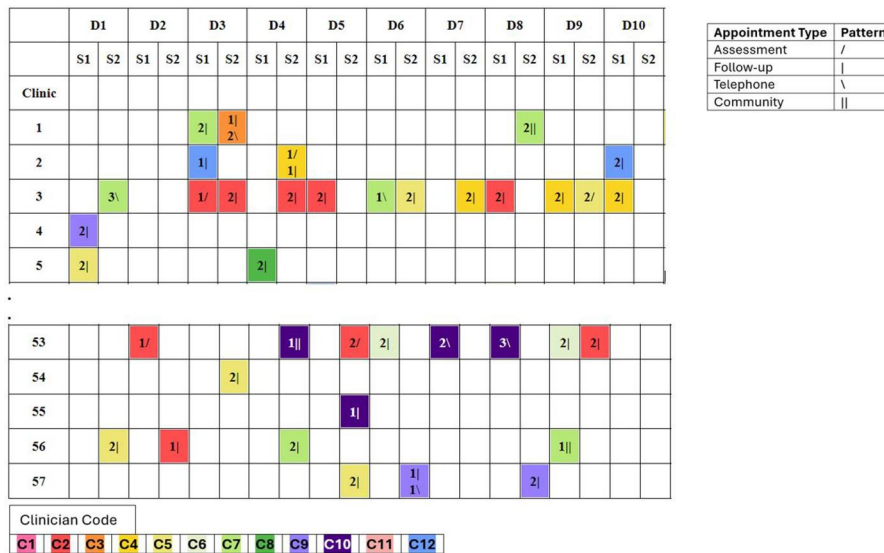 D1 D2 D3 D4 D5 D6 D7 D8 D9 D10
S1 S2 S1 S2 S1 S2 S1 S2 S1 S2 S1 S2 S1 S2 S1 S2 S1 S2 S1 S2
Clinic
1 2| 1| 2\ 2||
2 1| 1/ 1| 2|
3 3\ 1/ 2| 2| 2| 1\ 2| 2| 2| 2| 2/ 2|
4 2|
5 2| 2|
.
.
53 1/ 1|| 2/ 2| 2\ 3\ 2| 2|
54 2|
55 1|
56 2| 1| 2| 1||
57 2| 1| 1\ 2|
Clinician Code
C1 C2 C3 C4 C5 C6 C7 C8 C9 C10 C11 C12
Appointment Type Pattern
Assessment /
Follow-up |
Telephone \
Community ||